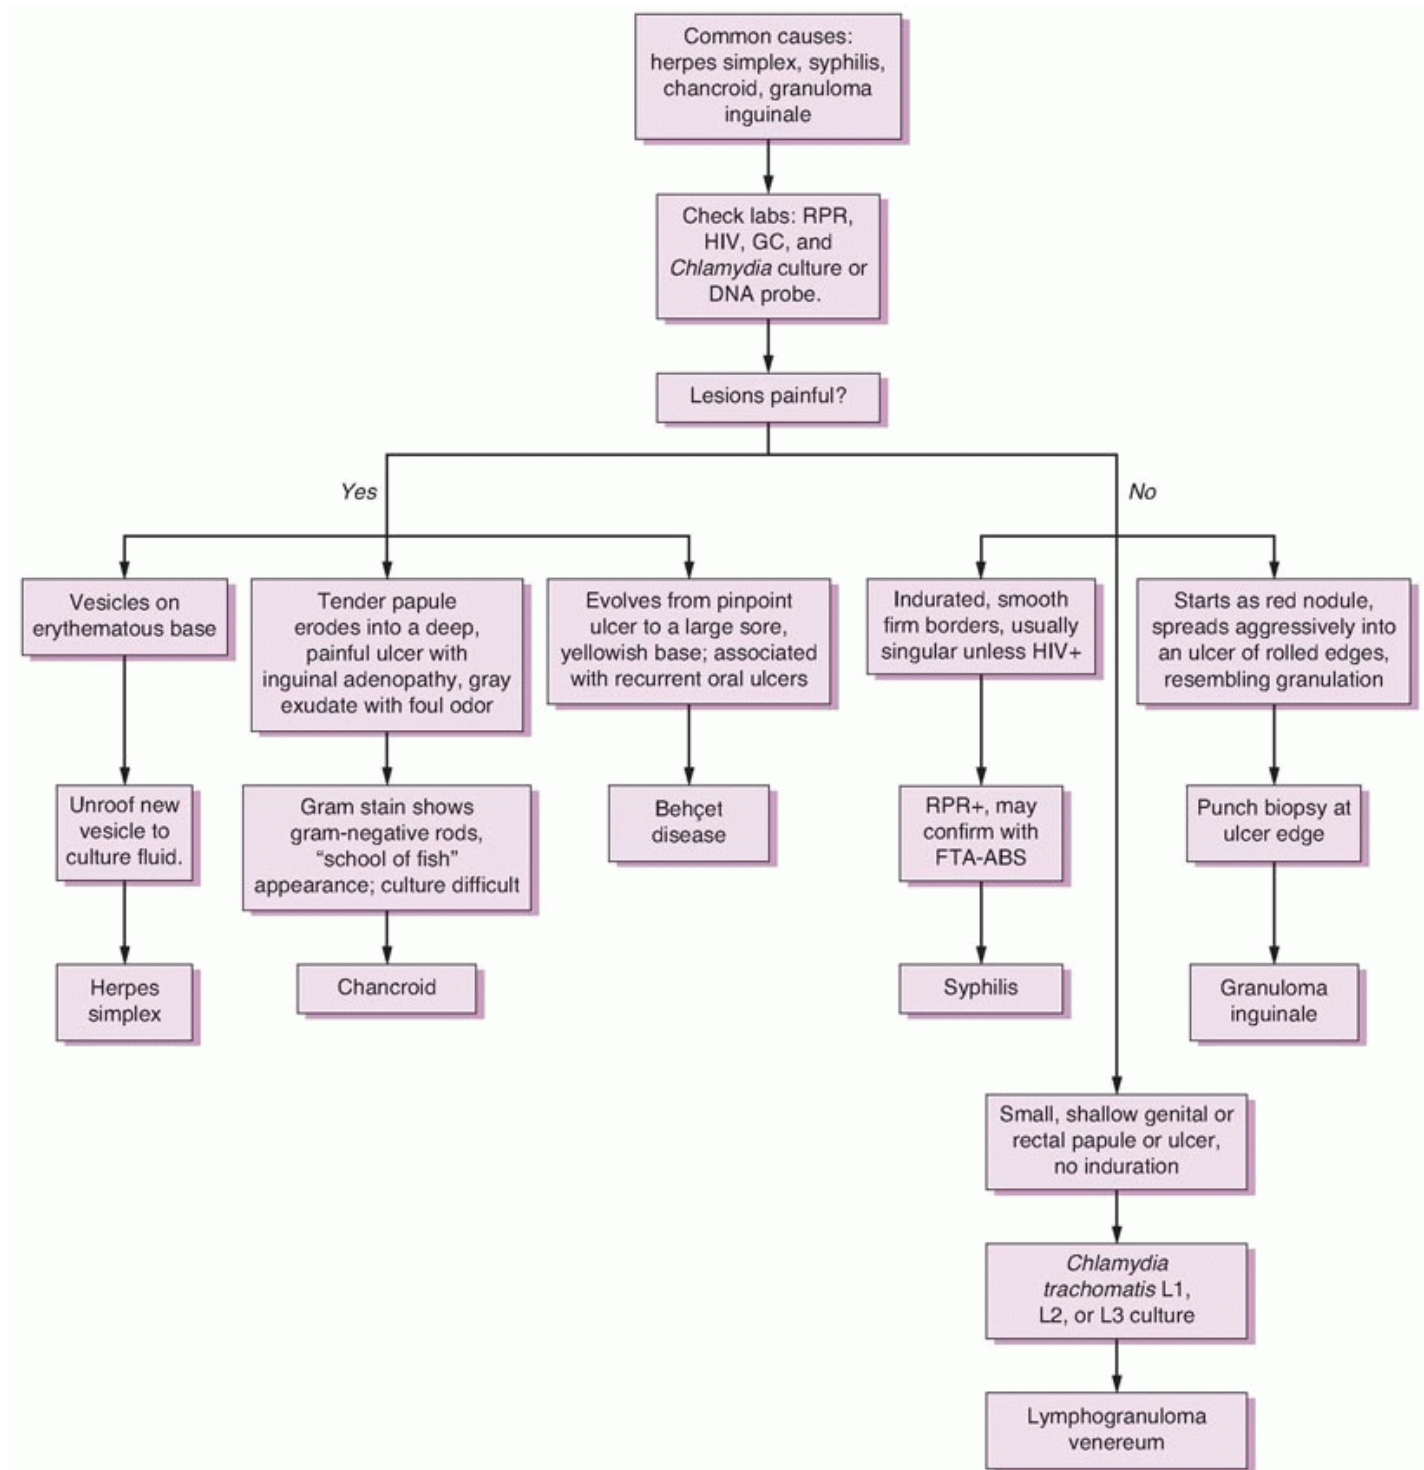 Common causes:
herpes simplex, syphilis,
chancroid, granuloma
inguinale
Check labs: RPR,
HIV, GC, and
Chlamydia culture or
DNA probe.
Lesions painful?
Yes
No
Vesicles on
erythematous base
Tender papule
erodes into a deep,
painful ulcer with
inguinal adenopathy, gray
exudate with foul odor
Evolves from pinpoint
ulcer to a large sore,
yellowish base; associated
with recurrent oral ulcers
Indurated, smooth
firm borders, usually
singular unless HIV+
Starts as red nodule,
spreads aggressively into
an ulcer of rolled edges,
resembling granulation
Unroof new
vesicle to
culture fluid.
Gram stain shows
gram-negative rods,
“school of fish”
appearance; culture difficult
Behçet
disease
RPR+, may
confirm with
FTA-ABS
Punch biopsy at
ulcer edge
Herpes
simplex
Chancroid
Syphilis
Granuloma
inguinale
Small, shallow genital or
rectal papule or ulcer,
no induration
Chlamydia
trachomatis L1,
L2, or L3 culture
Lymphogranuloma
venereum